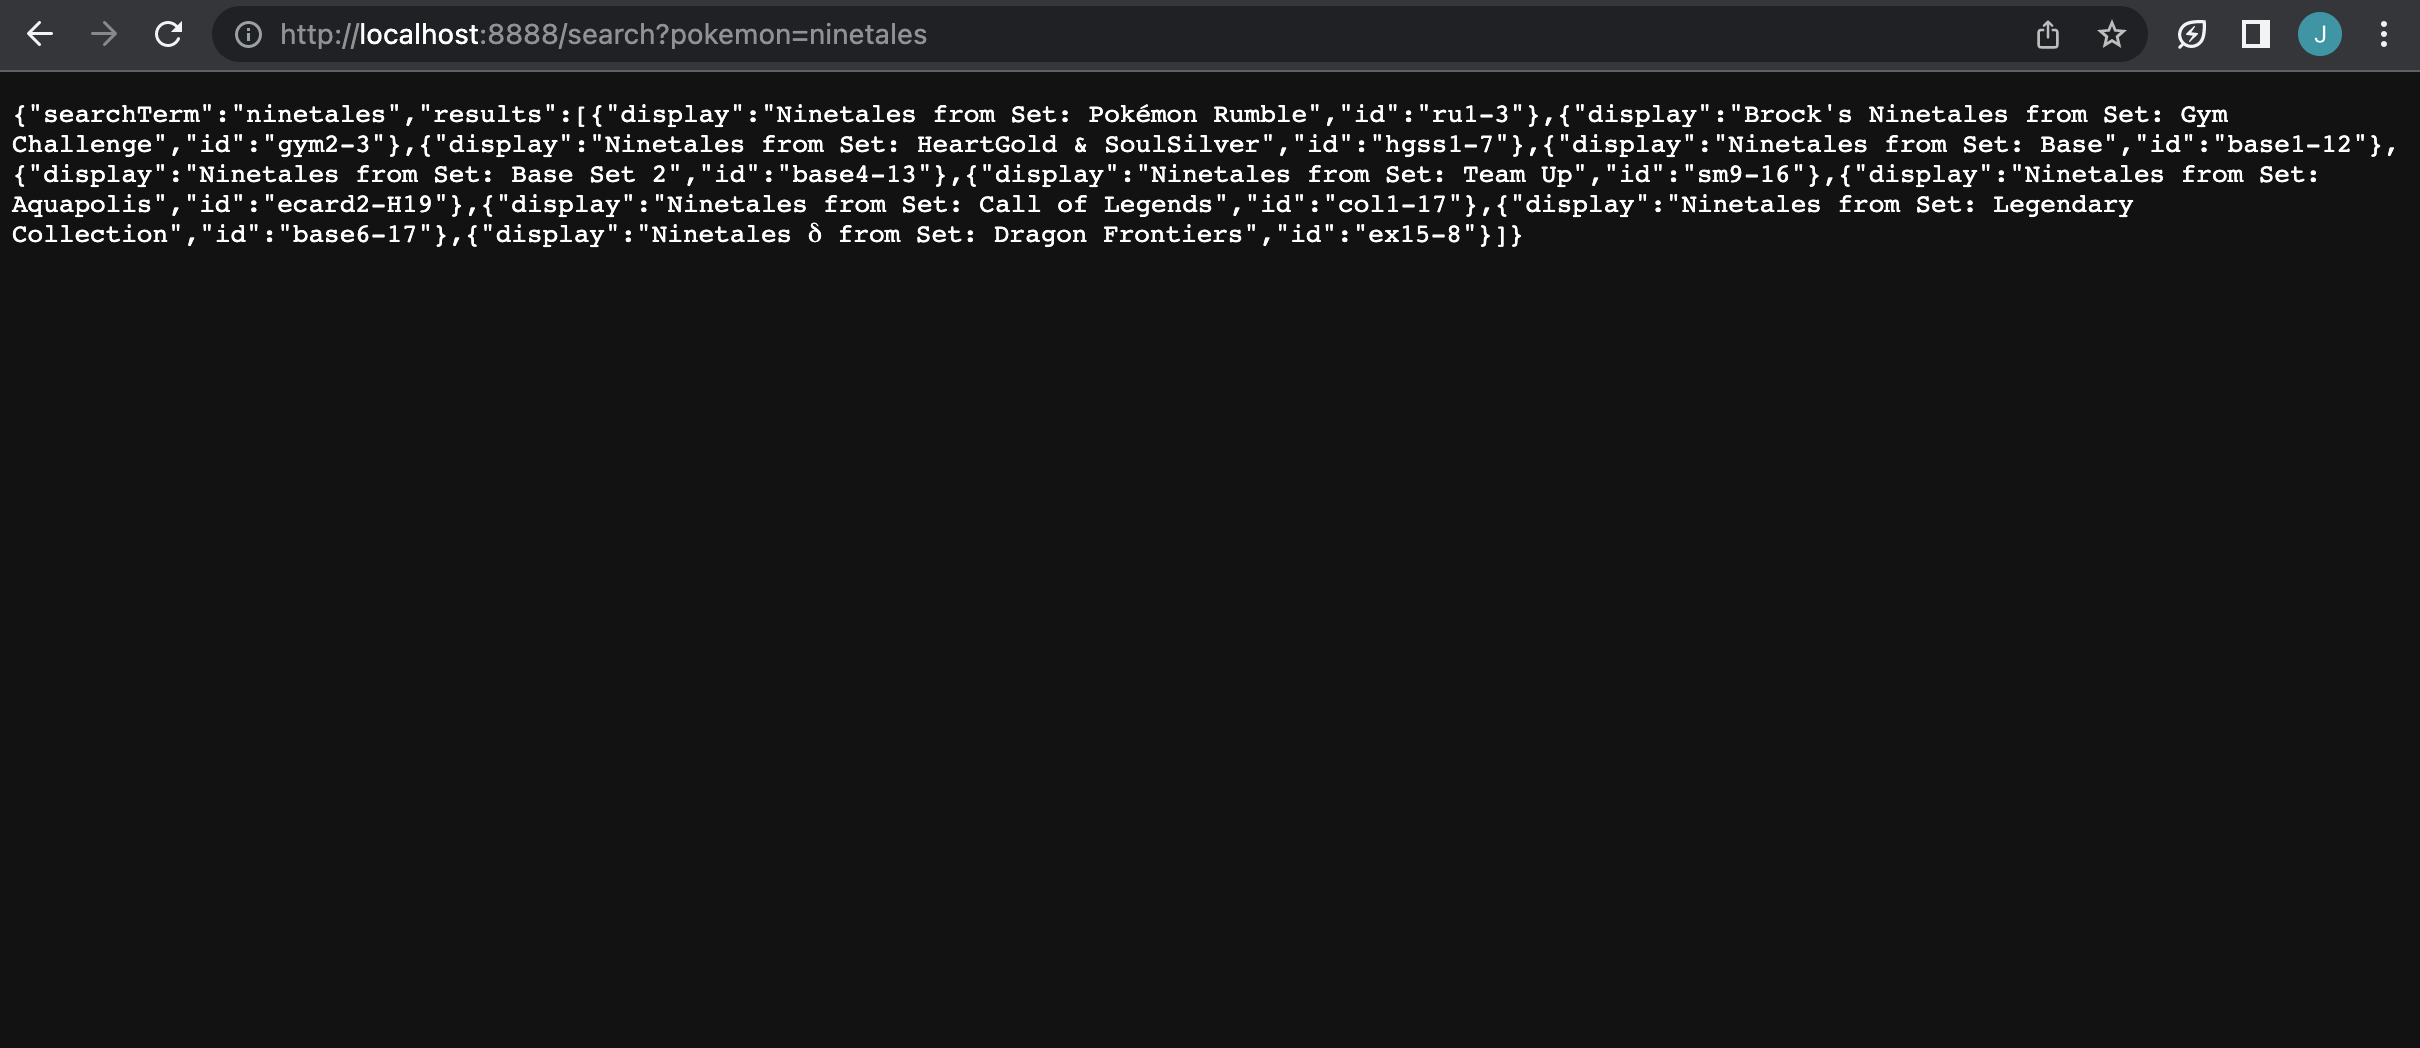 http://localhost:8888/search?pokemon=ninetales
J
{"searchTerm":"ninetales","results":[{"display":"Ninetales from Set: Pokémon Rumble","id":"ru1-3"},{"display":"Brock's Ninetales from Set: Gym
Challenge","id":"gym2-3"},{"display":"Ninetales from Set: HeartGold & SoulSilver","id":"hgss1-7"},{"display":"Ninetales from Set: Base","id":"base1-12"},
{"display":"Ninetales from Set: Base Set 2","id":"base4-13"},{"display":"Ninetales from Set: Team Up","id":"sm9-16"},{"display":"Ninetales from Set:
Aquapolis","id":"ecard2-H19"},{"display":"Ninetales from Set: Call of Legends","id":"col1-17"},{"display":"Ninetales from Set: Legendary
Collection","id":"base6-17"},{"display":"Ninetales δ from Set: Dragon Frontiers","id":"ex15-8"}]}